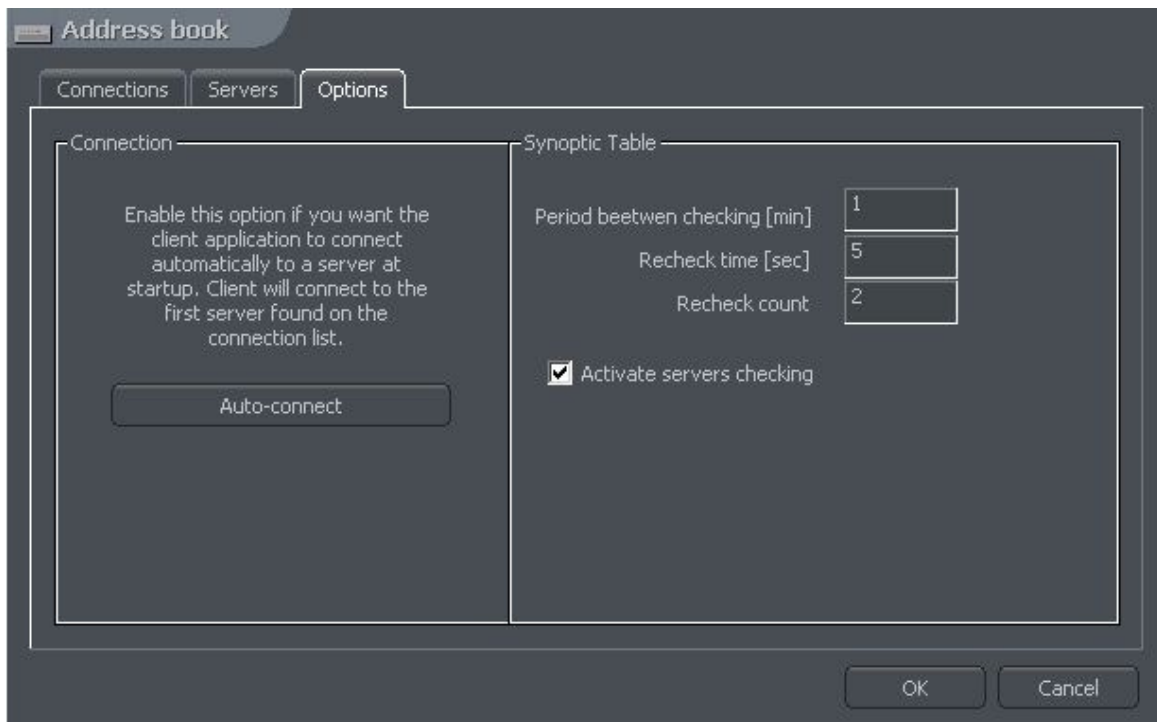 Address book
Connections Servers Options
Connection
Enable this option if you want the
client application to connect
automatically to a server at
startup. Client will connect to the
first server found on the
connection list.
Auto-connect
Synoptic Table
Period beetwen checking [min] 1
Recheck time [sec] 5
Recheck count 2
Activate servers checking
OK Cancel